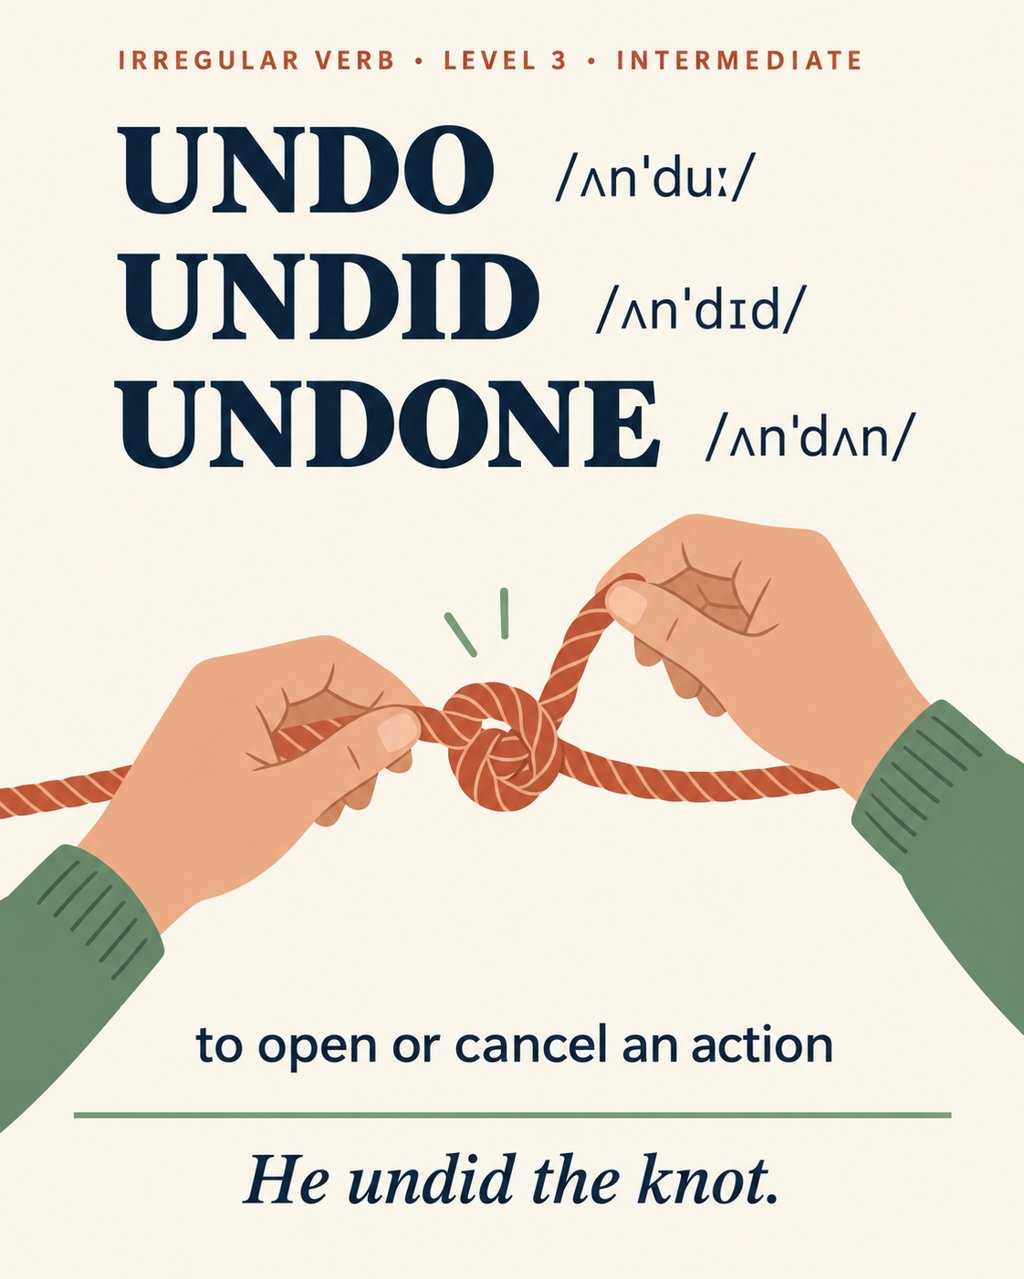 IRREGULAR VERB • LEVEL 3 • INTERMEDIATE
UNDO /ʌnˈduː/
UNDID /ʌnˈdɪd/
UNDONE /ʌnˈdʌn/
to open or cancel an action
He undid the knot.